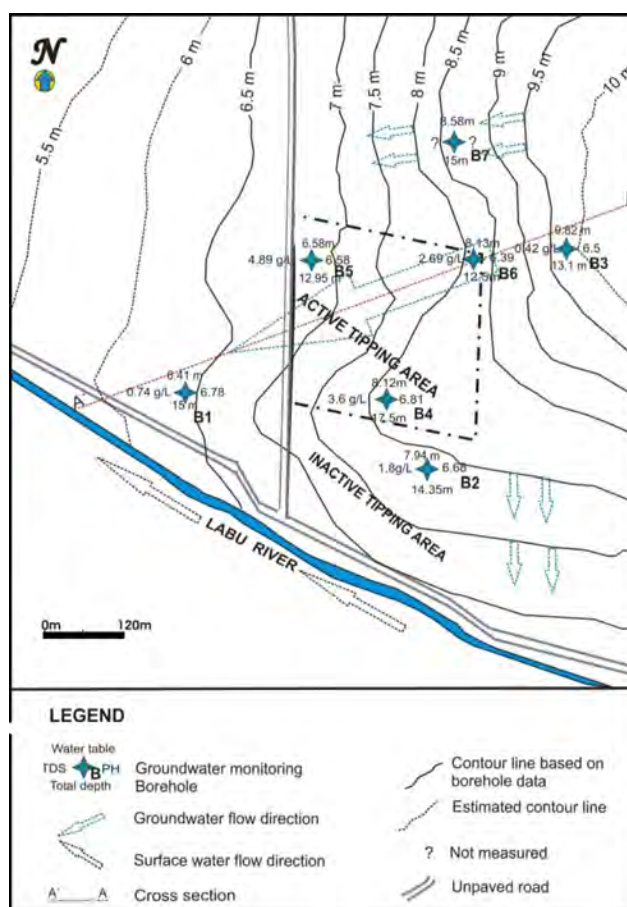 N
5.5 m
6 m
6.5 m
7 m
7.5 m
8 m
8.5 m
9 m
9.5 m
10 m
8.58m
? ?
15m B7
9.82 m
0.42 g/L 6.5
13.1 m B3
8.13m
2.69 g/L 6.39
B6
6.58m
4.89 g/L 6.58
12.95 m B5
ACTIVE TIPPING AREA
6.41 m
0.74 g/L 6.78
15 m B1
A'
8.12m
3.6 g/L 6.81
17.5m B4
7.94 m
1.8g/L 6.68
14.35m B2
INACTIVE TIPPING AREA
LABU RIVER
0m 120m
LEGEND
Water table
TDS B PH
Total depth
Groundwater monitoring
Borehole
Groundwater flow direction
Surface water flow direction
A' A
Cross section
Contour line based on
borehole data
Estimated contour line
? Not measured
Unpaved road